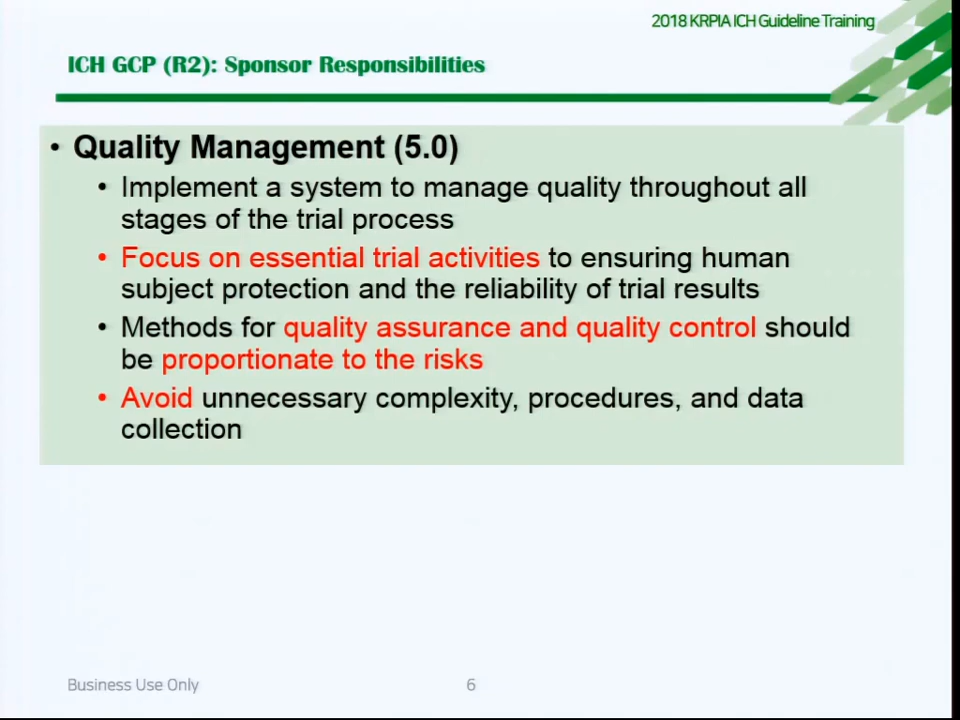 2018 KRPIA ICH Guideline Training
ICH GCP (R2): Sponsor Responsibilities
• Quality Management (5.0)
• Implement a system to manage quality throughout all
stages of the trial process
• Focus on essential trial activities to ensuring human
subject protection and the reliability of trial results
• Methods for quality assurance and quality control should
be proportionate to the risks
• Avoid unnecessary complexity, procedures, and data
collection
Business Use Only
6